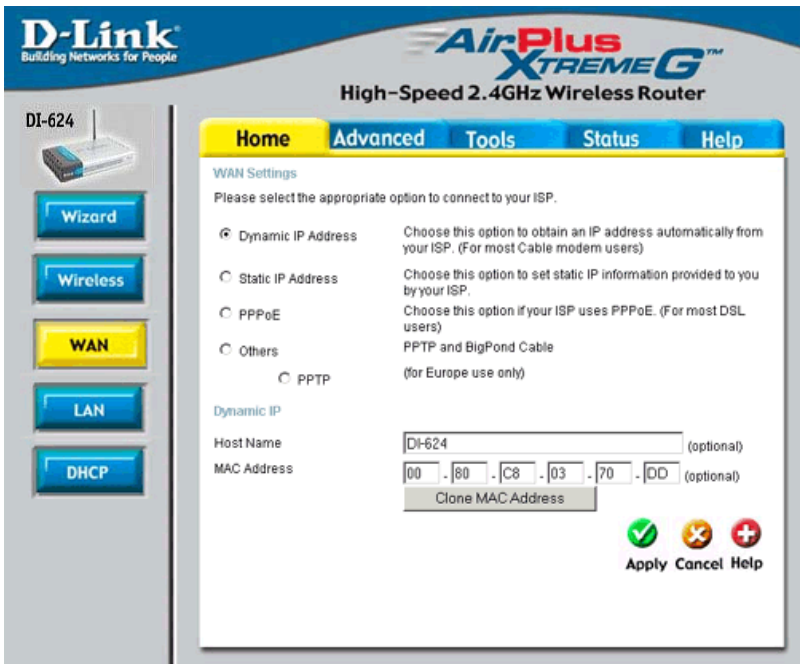 D-Link
Building Networks for People
AirPlus
XTREME G™
High-Speed 2.4GHz Wireless Router
DI-624
Home Advanced Tools Status Help
Wizard
Wireless
WAN
LAN
DHCP
WAN Settings
Please select the appropriate option to connect to your ISP.
Dynamic IP Address Choose this option to obtain an IP address automatically from
your ISP. (For most Cable modem users)
Static IP Address Choose this option to set static IP information provided to you
by your ISP.
PPPoE Choose this option if your ISP uses PPPoE. (For most DSL
users)
Others PPTP and BigPond Cable
PPTP (for Europe use only)
Dynamic IP
Host Name DI-624 (optional)
MAC Address 00 - 80 - C8 - 03 - 70 - DD (optional)
Clone MAC Address
Apply Cancel Help